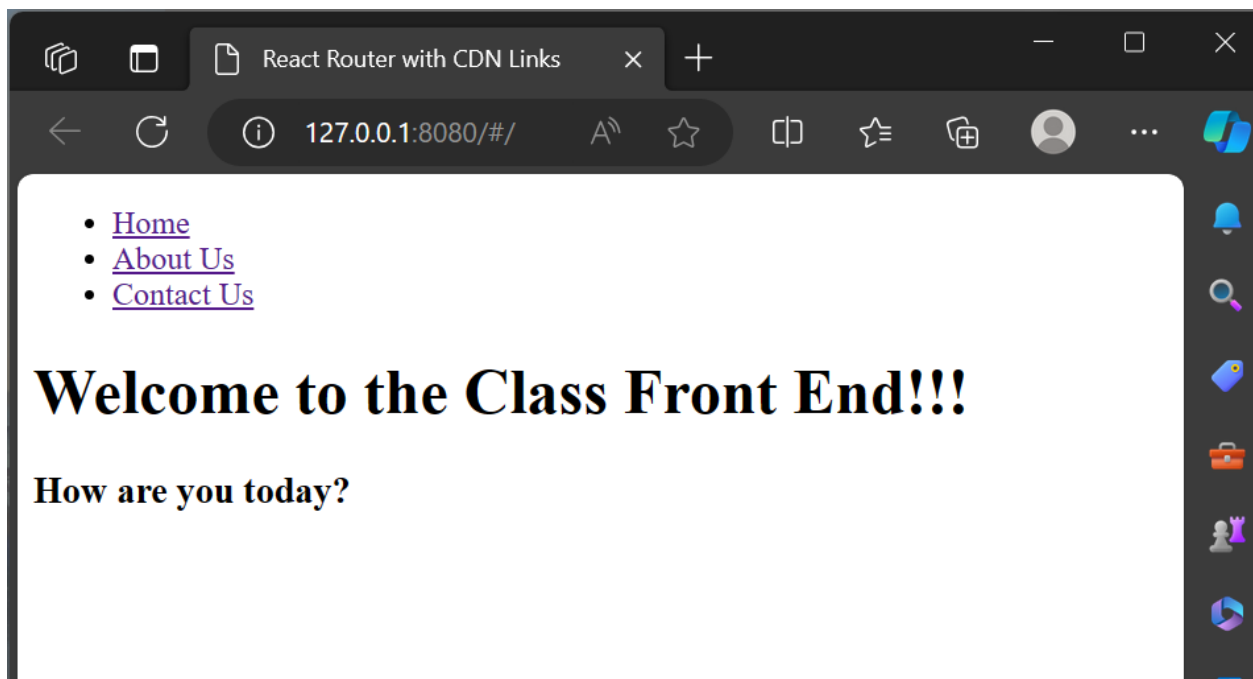 React Router with CDN Links
127.0.0.1:8080/#/
Home
About Us
Contact Us
Welcome to the Class Front End!!!
How are you today?